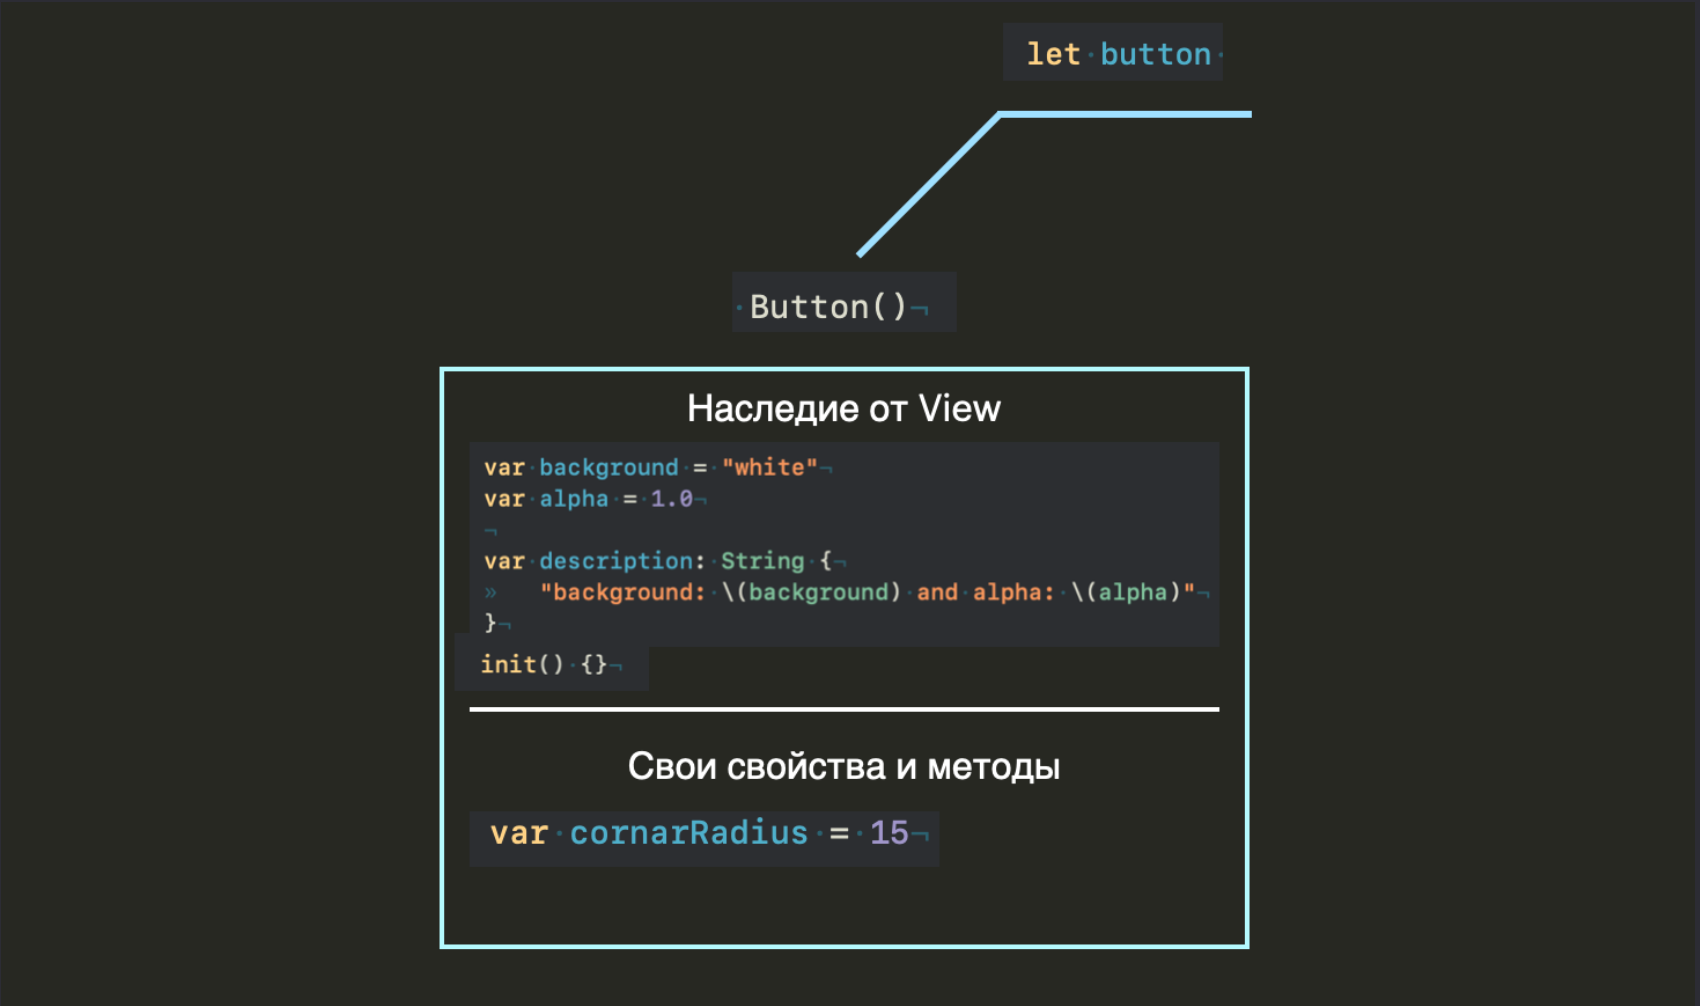 let button
Button()
Наследие от View
var background = "white"
var alpha = 1.0
var description: String {
"background: \(background) and alpha: \(alpha)"
}
init() {}
Свои свойства и методы
var cornarRadius = 15